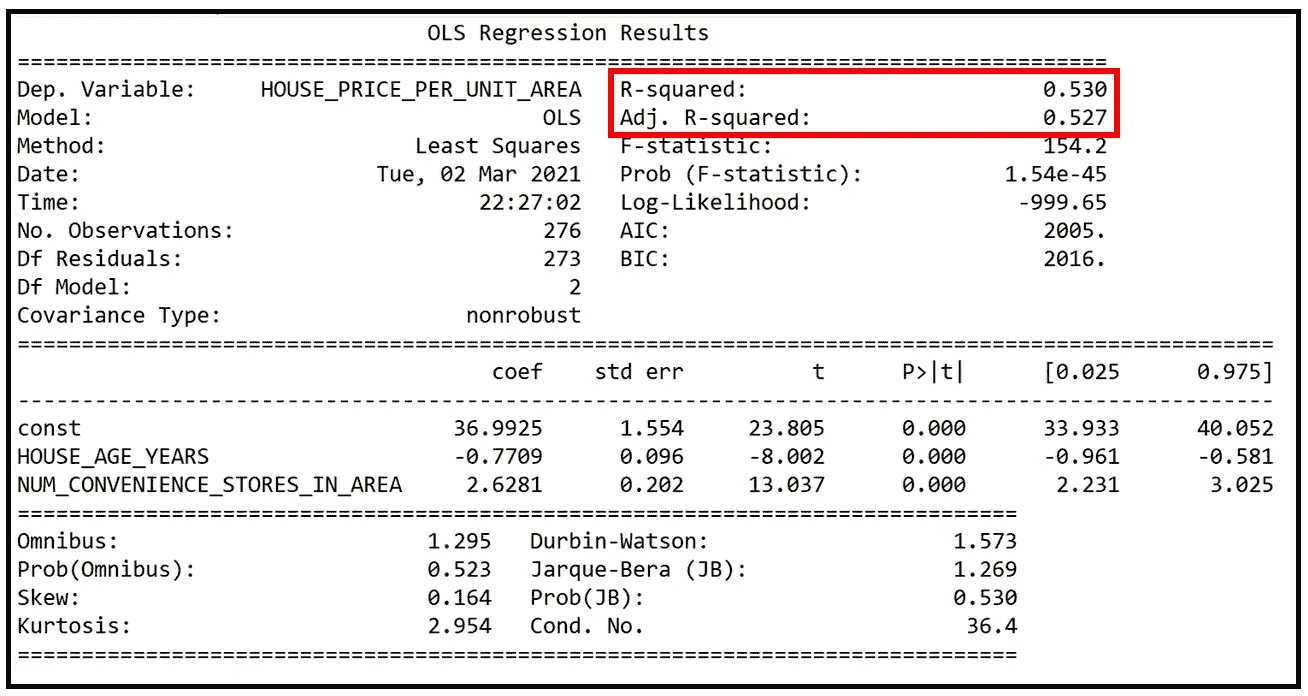 OLS Regression Results
==============================================================================
Dep. Variable: HOUSE_PRICE_PER_UNIT_AREA R-squared: 0.530
Model: OLS Adj. R-squared: 0.527
Method: Least Squares F-statistic: 154.2
Date: Tue, 02 Mar 2021 Prob (F-statistic): 1.54e-45
Time: 22:27:02 Log-Likelihood: -999.65
No. Observations: 276 AIC: 2005.
Df Residuals: 273 BIC: 2016.
Df Model: 2
Covariance Type: nonrobust
==============================================================================
coef std err t P>|t| [0.025 0.975]
------------------------------------------------------------------------------
const 36.9925 1.554 23.805 0.000 33.933 40.052
HOUSE_AGE_YEARS -0.7709 0.096 -8.002 0.000 -0.961 -0.581
NUM_CONVENIENCE_STORES_IN_AREA 2.6281 0.202 13.037 0.000 2.231 3.025
==============================================================================
Omnibus: 1.295 Durbin-Watson: 1.573
Prob(Omnibus): 0.523 Jarque-Bera (JB): 1.269
Skew: 0.164 Prob(JB): 0.530
Kurtosis: 2.954 Cond. No. 36.4
==============================================================================